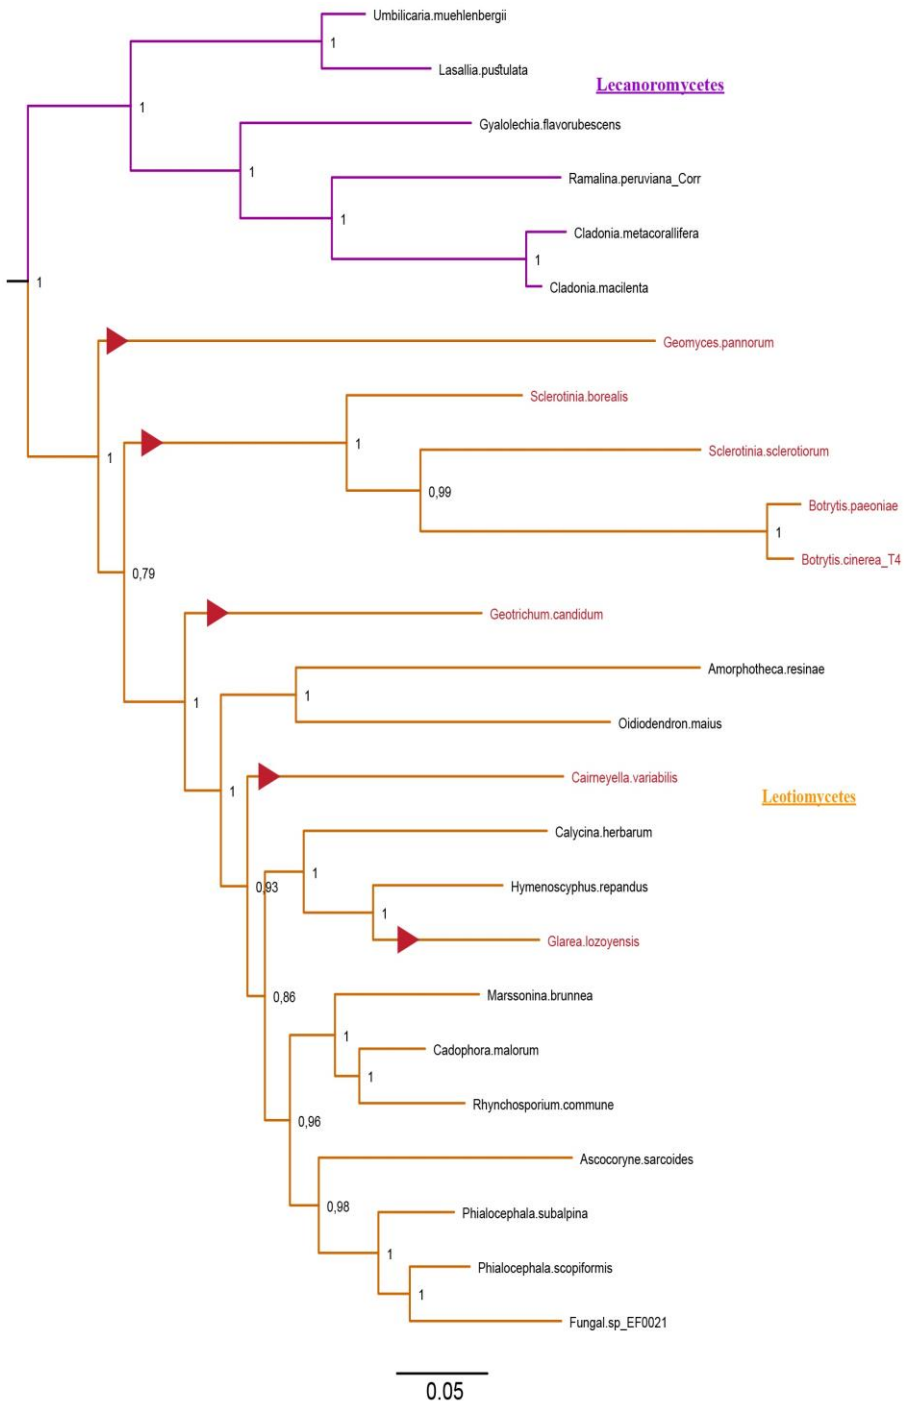 Umbilicaria.muehlenbergii
1
Lasallia.pustulata
Lecanoromycetes
1
Gyalolechia.flavorubescens
1
Ramalina.peruviana_Corr
1
Cladonia.metacorallifera
1
Cladonia.macilenta
1
Geomyces.pannorum
Sclerotinia.borealis
1
Sclerotinia.sclerotiorum
1
0,99
Botrytis.paeoniae
1
Botrytis.cinerea_T4
0,79
Geotrichum.candidum
Amorphotheca.resinae
1
1
Oidiodendron.maius
Cairneyella.variabilis
1
Leotiomycetes
Calycina.herbarum
1
0,93
Hymenoscyphus.repandus
1
Glarea.lozoyensis
Marssonina.brunnea
0,86
1
Cadophora.malorum
1
Rhynchosporium.commune
0,96
Ascocoryne.sarcoides
0,98
Phialocephala.subalpina
1
Phialocephala.scopiformis
1
Fungal.sp_EF0021
0.05